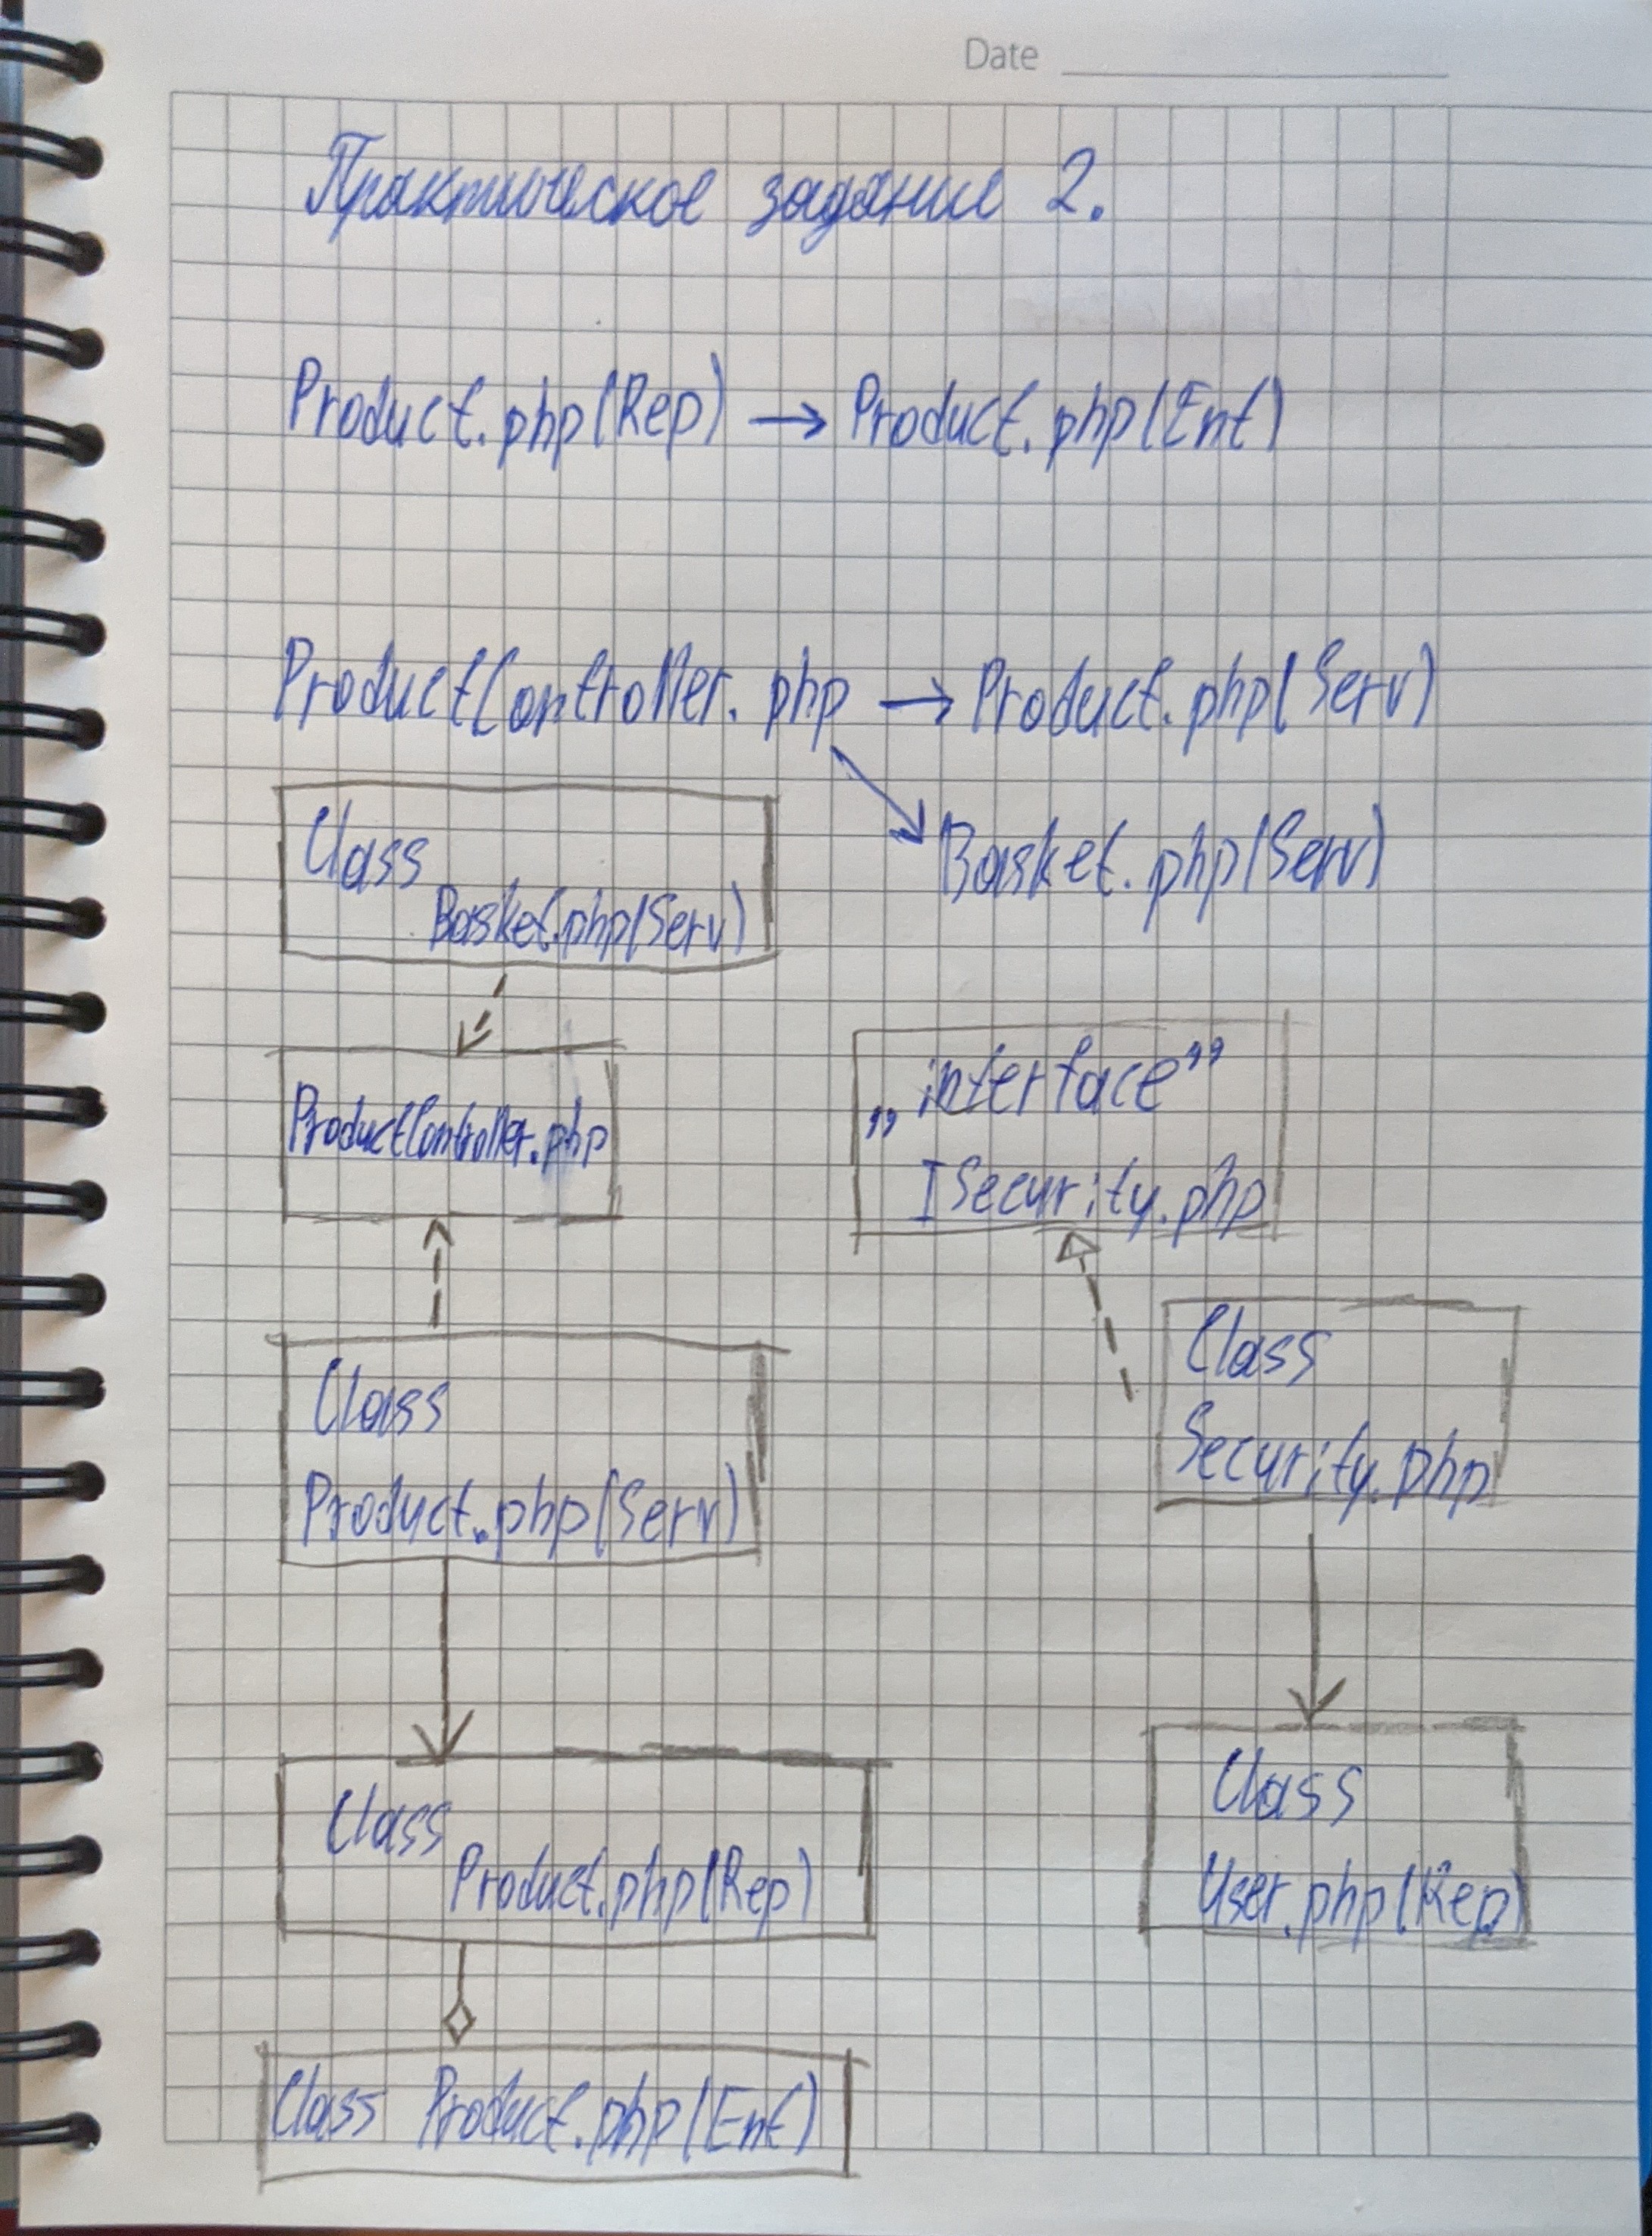 Date
Практическое задание 2.
Product.php(Rep) → Product.php(Ent)
ProductController.php → Product.php(Serv)
Basket.php(Serv)
Class
Basket.php(Serv)
ProductController.php
„interface”
ISecurity.php
Class
Product.php(Serv)
Class
Security.php
Class
Product.php(Rep)
Class
User.php(Rep)
Class Product.php(Ent)